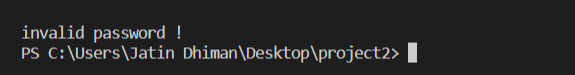 invalid password !
PS C:\Users\Jatin Dhiman\Desktop\project2>